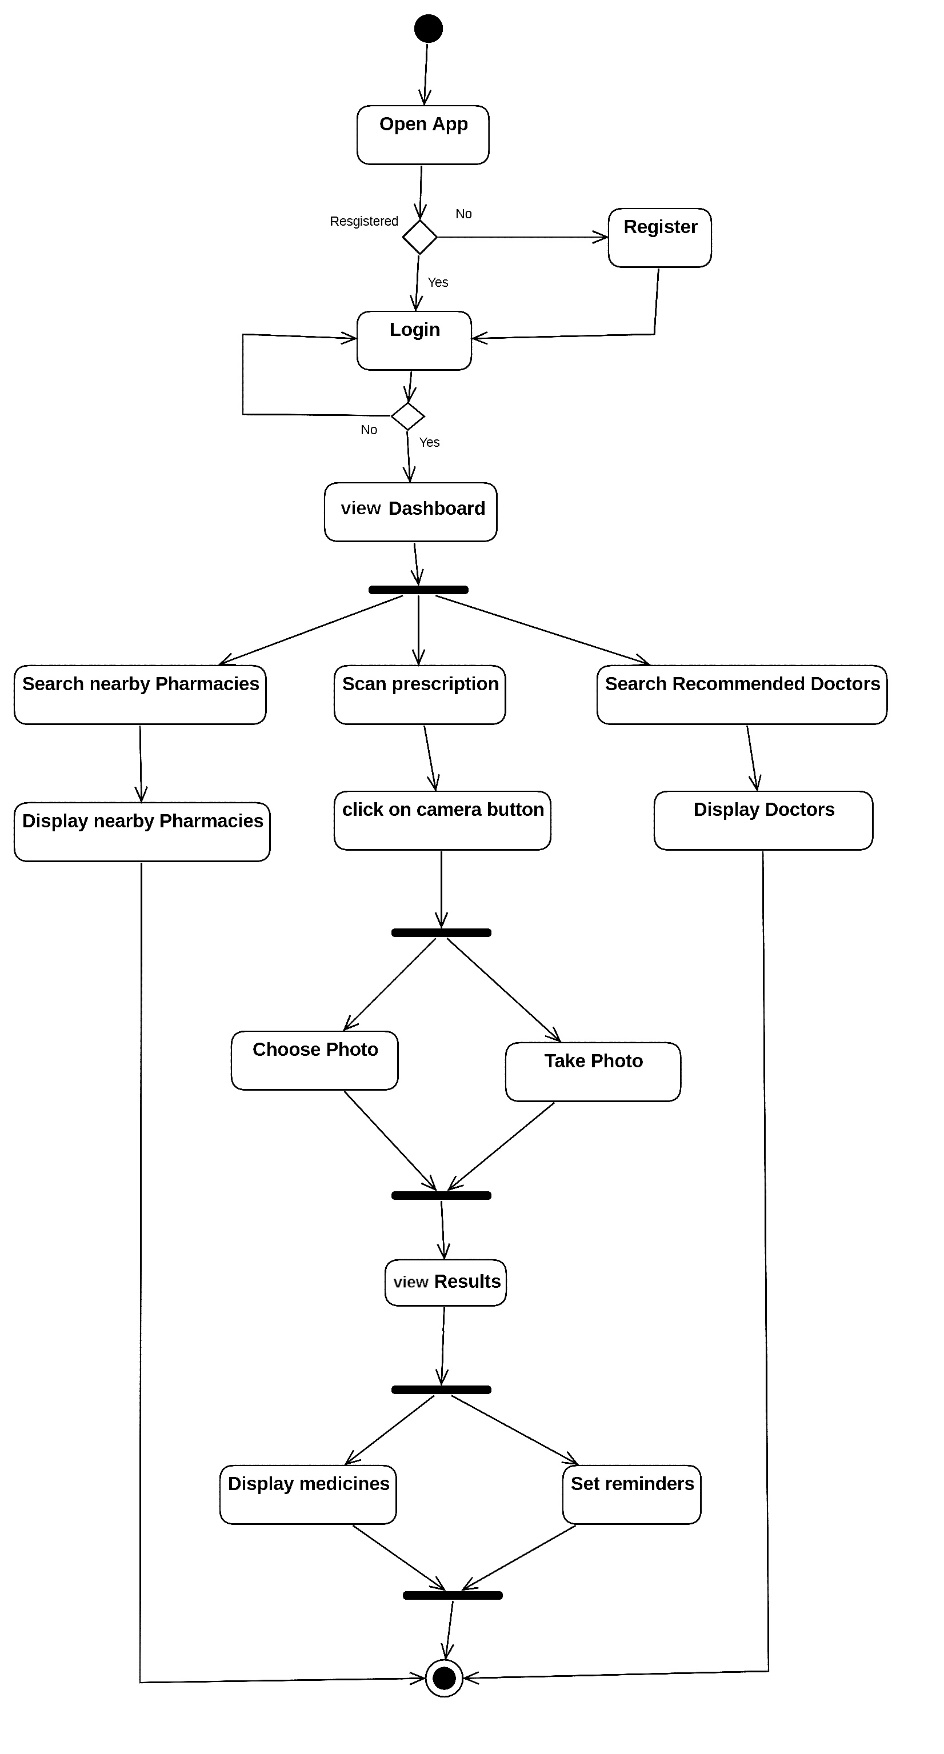 Open App
Resgistered
No
Register
Yes
Login
No
Yes
view Dashboard
Search nearby Pharmacies
Scan prescription
Search Recommended Doctors
Display nearby Pharmacies
click on camera button
Display Doctors
Choose Photo
Take Photo
view Results
Display medicines
Set reminders